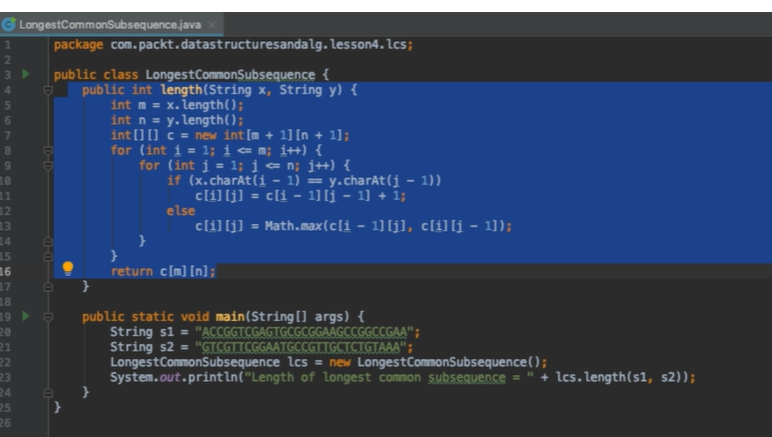 LongestCommonSubsequence.java ×
1 package com.packt.datastructuresandalg.lesson4.lcs;
2
3 public class LongestCommonSubsequence {
4 public int length(String x, String y) {
5 int m = x.length();
6 int n = y.length();
7 int[][] c = new int[m + 1][n + 1];
8 for (int i = 1; i <= m; i++) {
9 for (int j = 1; j <= n; j++) {
10 if (x.charAt(i - 1) == y.charAt(j - 1))
11 c[i][j] = c[i - 1][j - 1] + 1;
12 else
13 c[i][j] = Math.max(c[i - 1][j], c[i][j - 1]);
14 }
15 }
16 return c[m][n];
17 }
18
19 public static void main(String[] args) {
20 String s1 = "ACCGGTCGAGTGCGCGGAAGCCGGCCGAA";
21 String s2 = "GTCGTTCGGAATGCCGTTGCTCTGTAAA";
22 LongestCommonSubsequence lcs = new LongestCommonSubsequence();
23 System.out.println("Length of longest common subsequence = " + lcs.length(s1, s2));
24 }
25 }
26